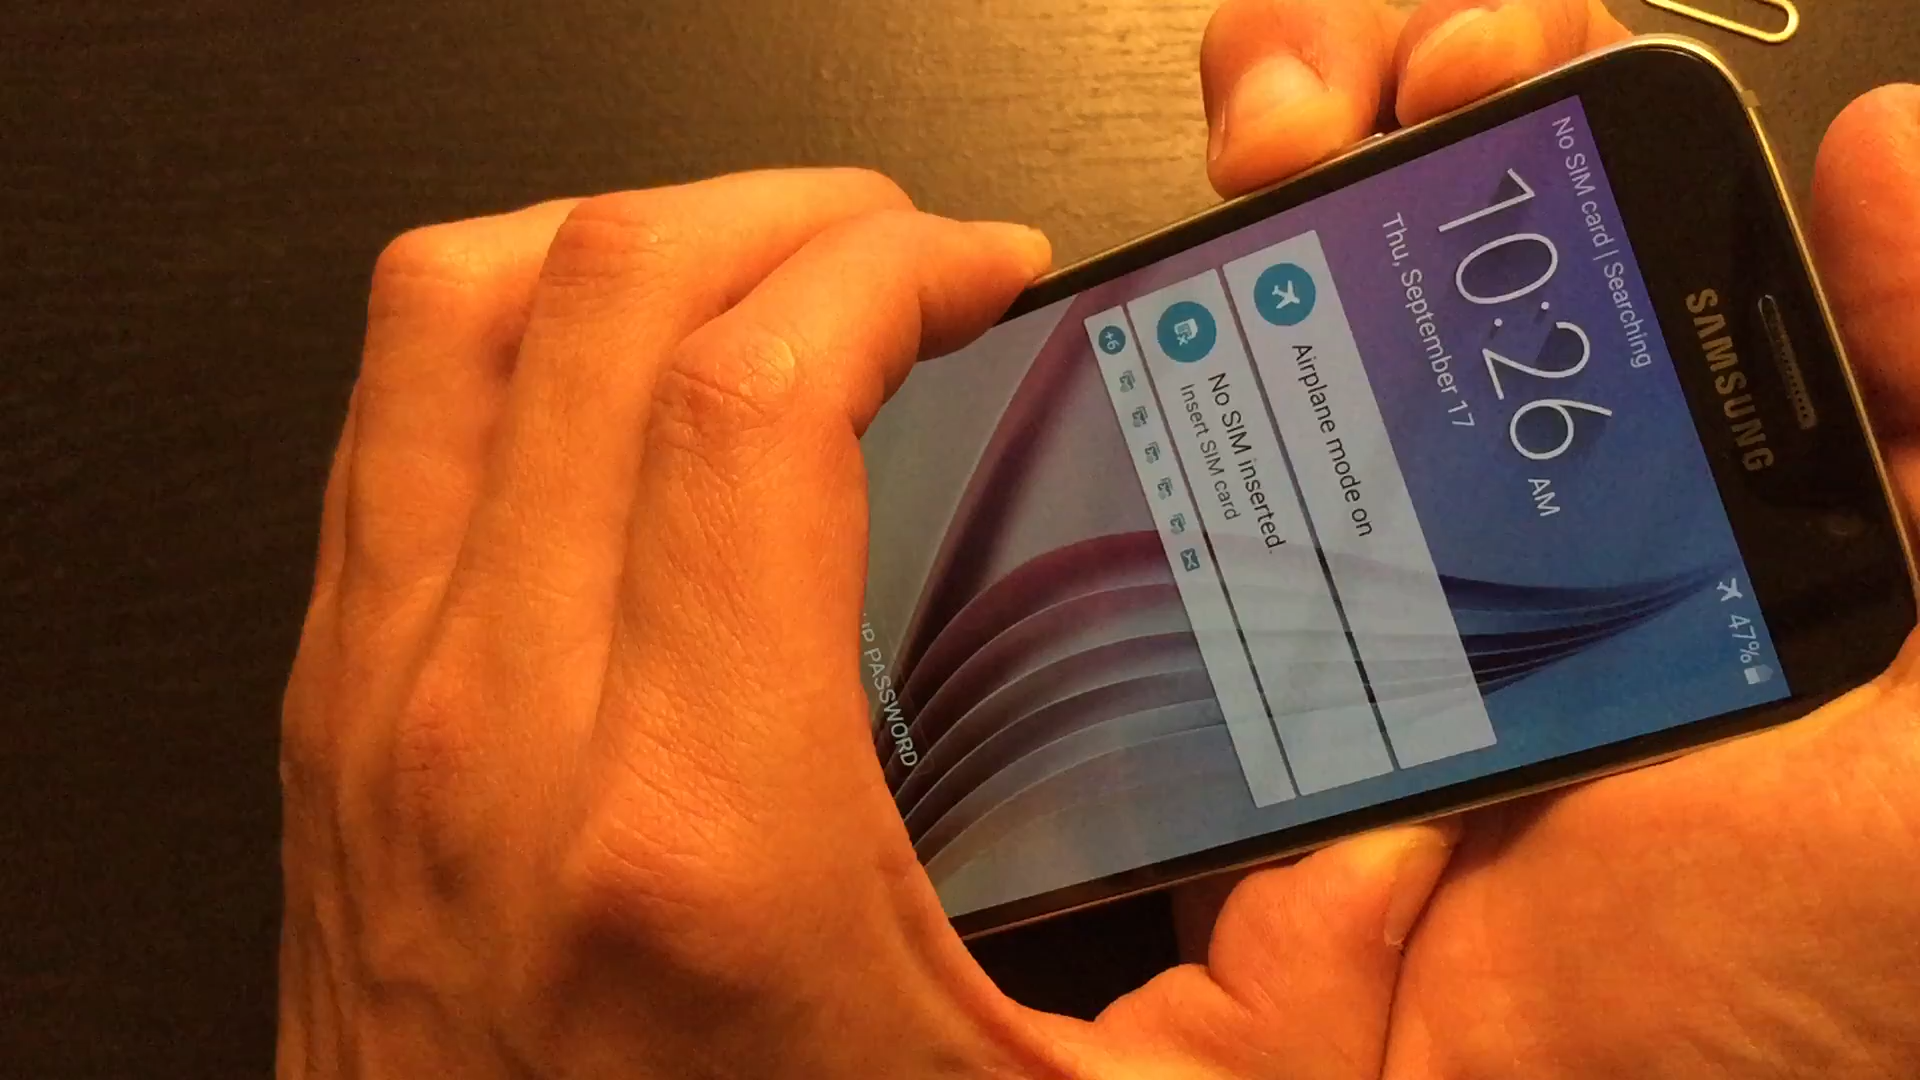 SAMSUNG
No SIM card | Searching
47%
10:26 AM
Thu, September 17
Airplane mode on
No SIM inserted.
Insert SIM card
+6
PASSWORD